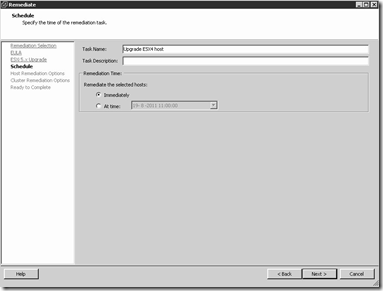 Remediate
Schedule
Specify the time of the remediation task.
Remediation Selection
EULA
ESXi 5.x Upgrade
Schedule
Host Remediation Options
Cluster Remediation Options
Ready to Complete
Task Name: Upgrade ESX4 host
Task Description:
Remediation Time:
Remediate the selected hosts:
Immediately
At time:
Help
< Back
Next >
Cancel